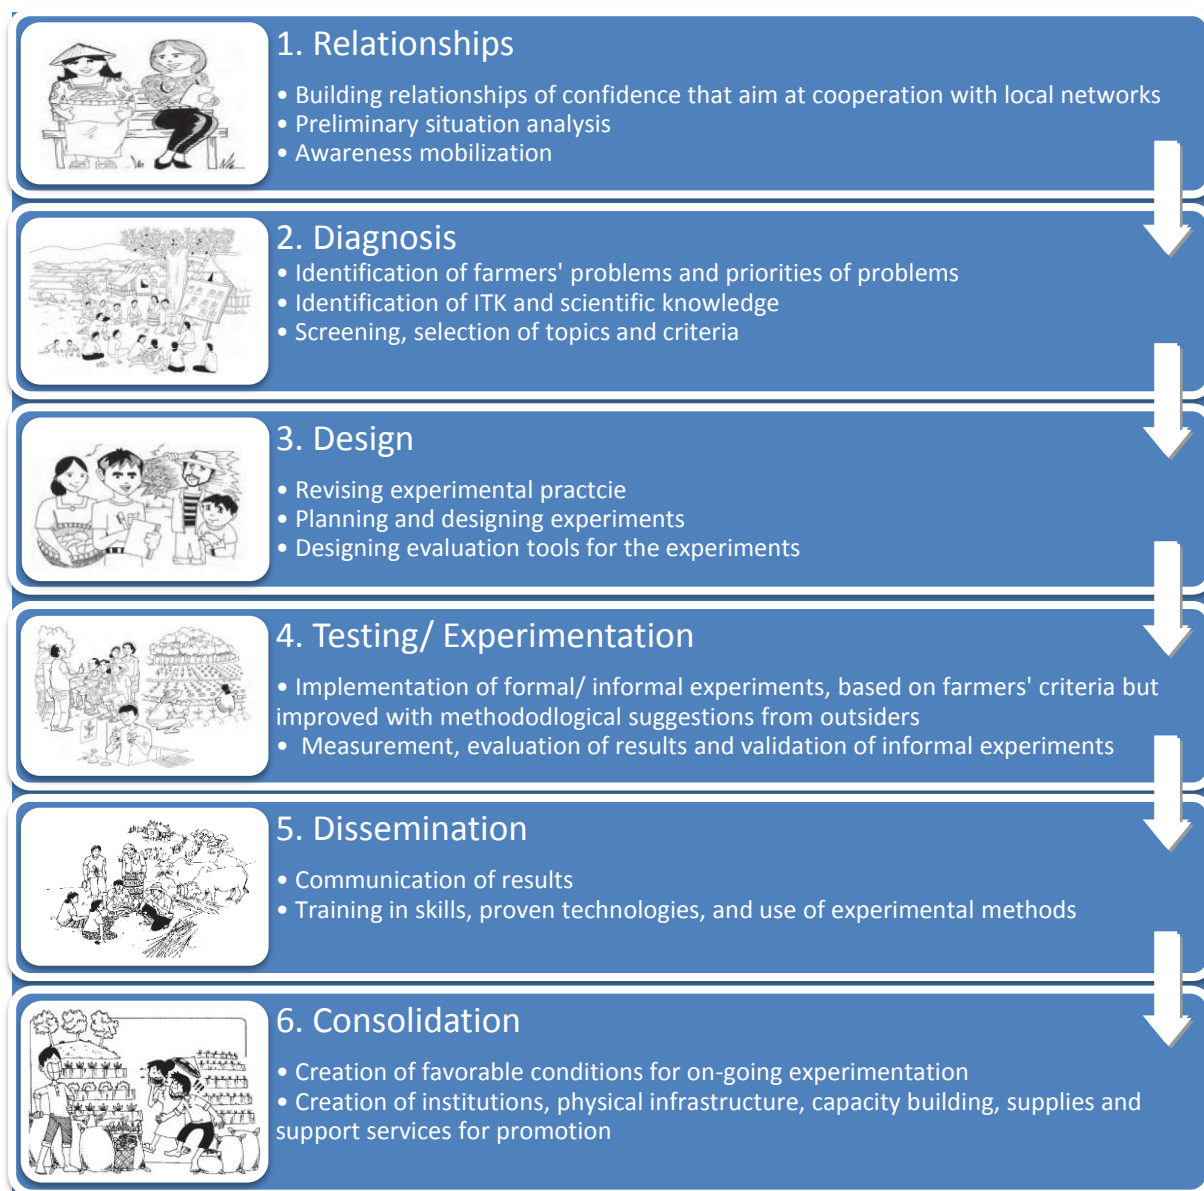 1. Relationships
• Building relationships of confidence that aim at cooperation with local networks
• Preliminary situation analysis
• Awareness mobilization
2. Diagnosis
• Identification of farmers' problems and priorities of problems
• Identification of ITK and scientific knowledge
• Screening, selection of topics and criteria
3. Design
• Revising experimental practcie
• Planning and designing experiments
• Designing evaluation tools for the experiments
4. Testing/ Experimentation
• Implementation of formal/ informal experiments, based on farmers' criteria but
improved with methododlogical suggestions from outsiders
• Measurement, evaluation of results and validation of informal experiments
5. Dissemination
• Communication of results
• Training in skills, proven technologies, and use of experimental methods
6. Consolidation
• Creation of favorable conditions for on-going experimentation
• Creation of institutions, physical infrastructure, capacity building, supplies and
support services for promotion